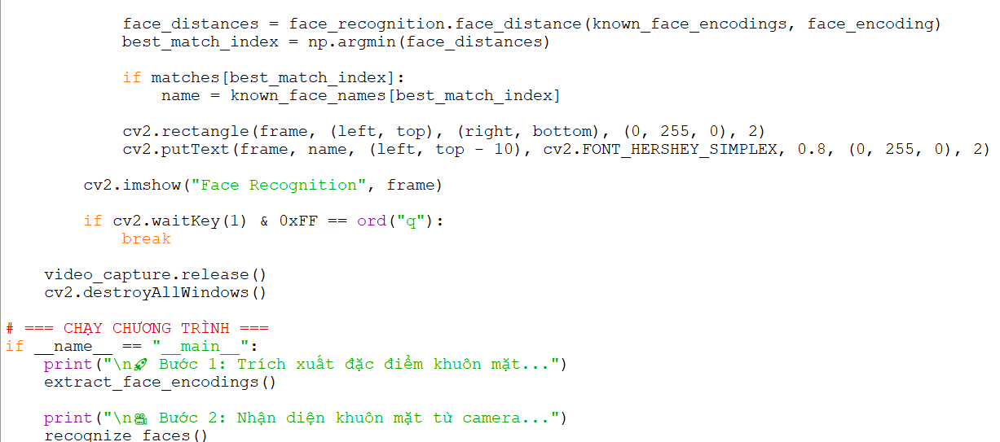 face_distances = face_recognition.face_distance(known_face_encodings, face_encoding)
best_match_index = np.argmin(face_distances)
if matches[best_match_index]:
name = known_face_names[best_match_index]
cv2.rectangle(frame, (left, top), (right, bottom), (0, 255, 0), 2)
cv2.putText(frame, name, (left, top - 10), cv2.FONT_HERSHEY_SIMPLEX, 0.8, (0, 255, 0), 2)
cv2.imshow("Face Recognition", frame)
if cv2.waitKey(1) & 0xFF == ord("q"):
break
video_capture.release()
cv2.destroyAllWindows()
# === CHẠY CHƯƠNG TRÌNH ===
if __name__ == "__main__":
print("\n🚀 Bước 1: Trích xuất đặc điểm khuôn mặt...")
extract_face_encodings()
print("\n🎥 Bước 2: Nhận diện khuôn mặt từ camera...")
recognize_faces()